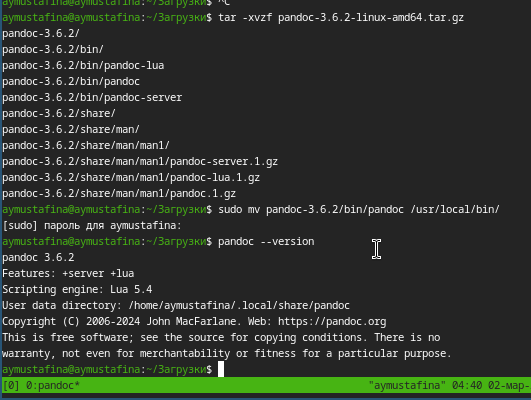 aymustafina@aymustafina:~/Загрузки$ ^C
aymustafina@aymustafina:~/Загрузки$ tar -xvzf pandoc-3.6.2-linux-amd64.tar.gz
pandoc-3.6.2/
pandoc-3.6.2/bin/
pandoc-3.6.2/bin/pandoc-lua
pandoc-3.6.2/bin/pandoc
pandoc-3.6.2/bin/pandoc-server
pandoc-3.6.2/share/
pandoc-3.6.2/share/man/
pandoc-3.6.2/share/man/man1/
pandoc-3.6.2/share/man/man1/pandoc-server.1.gz
pandoc-3.6.2/share/man/man1/pandoc-lua.1.gz
pandoc-3.6.2/share/man/man1/pandoc.1.gz
aymustafina@aymustafina:~/Загрузки$ sudo mv pandoc-3.6.2/bin/pandoc /usr/local/bin/
[sudo] пароль для aymustafina:
aymustafina@aymustafina:~/Загрузки$ pandoc --version
pandoc 3.6.2
Features: +server +lua
Scripting engine: Lua 5.4
User data directory: /home/aymustafina/.local/share/pandoc
Copyright (C) 2006-2024 John MacFarlane. Web: https://pandoc.org
This is free software; see the source for copying conditions. There is no
warranty, not even for merchantability or fitness for a particular purpose.
aymustafina@aymustafina:~/Загрузки$
[0] 0:pandoc* "aymustafina" 04:40 02-мар-